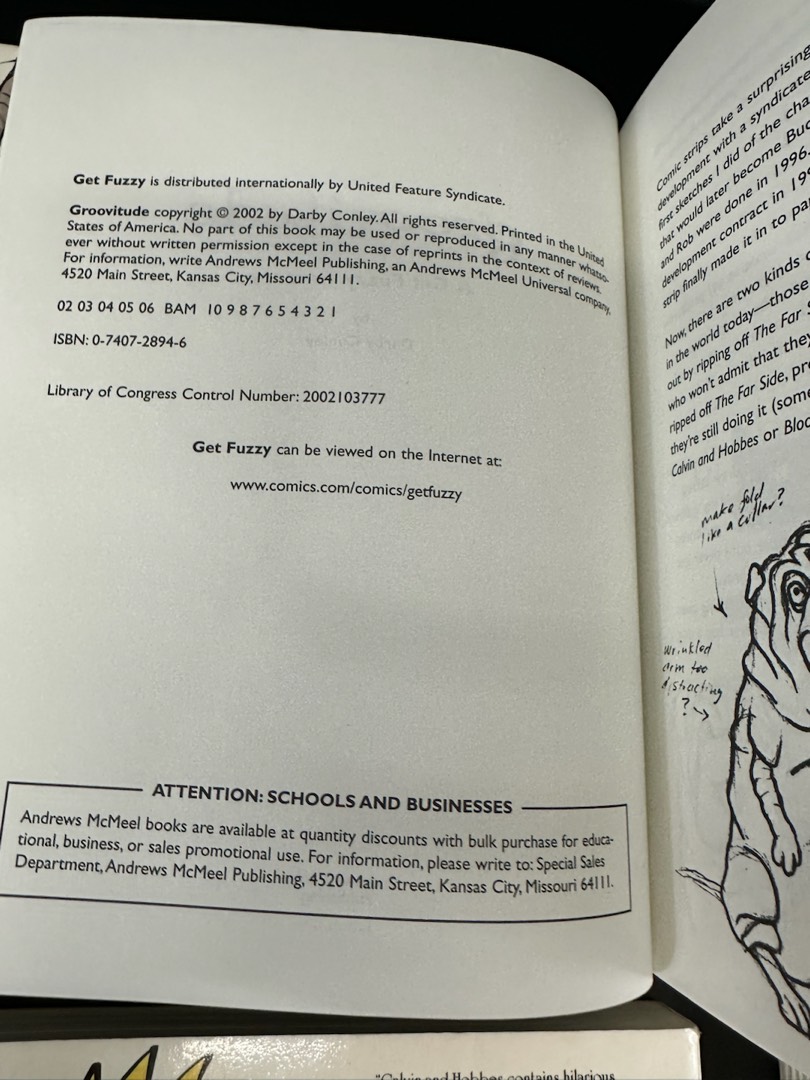 Get Fuzzy is distributed internationally by United Feature Syndicate.
Groovitude copyright © 2002 by Darby Conley. All rights reserved. Printed in the United
States of America. No part of this book may be used or reproduced in any manner whatso-
ever without written permission except in the case of reprints in the context of reviews.
For information, write Andrews McMeel Publishing, an Andrews McMeel Universal company,
4520 Main Street, Kansas City, Missouri 64111.
02 03 04 05 06 BAM 10 9 8 7 6 5 4 3 2 1
ISBN: 0-7407-2894-6
Library of Congress Control Number: 2002103777
Get Fuzzy can be viewed on the Internet at:
www.comics.com/comics/getfuzzy
ATTENTION: SCHOOLS AND BUSINESSES
Andrews McMeel books are available at quantity discounts with bulk purchase for educa-
tional, business, or sales promotional use. For information, please write to: Special Sales
Department, Andrews McMeel Publishing, 4520 Main Street, Kansas City, Missouri 64111.
Comic strips take a surprising
development with a syndicate
first sketches I did of the cha
that would later become Buc
and Rob were done in 1996.
development contract in 199
strip finally made it in to pa
Now, there are two kinds o
in the world today—those
out by ripping off The Far S
who won't admit that they
ripped off The Far Side, pre
they're still doing it (some
Calvin and Hobbes or Bloo
make fold
like a collar?
wrinkled
arm too
distracting
?
"Calvin and Hobbes contains hilarious